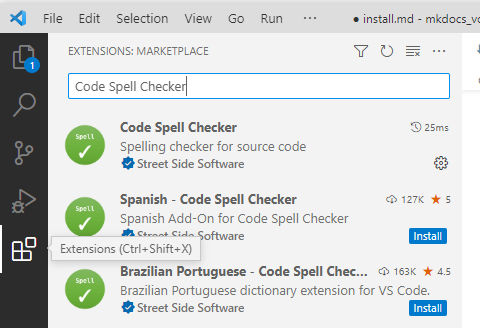 File Edit Selection View Go Run ··· ● install.md - mkdocs_v
EXTENSIONS: MARKETPLACE
1
Code Spell Checker
Spell
Code Spell Checker 25ms
Spelling checker for source code
Street Side Software
Spell
Spanish - Code Spell Checker 127K ★ 5
Spanish Add-On for Code Spell Checker
Street Side Software Install
Extensions (Ctrl+Shift+X)
Spell
Brazilian Portuguese - Code Spell Chec... 163K ★ 4.5
Brazilian Portuguese dictionary extension for VS Code.
Street Side Software Install